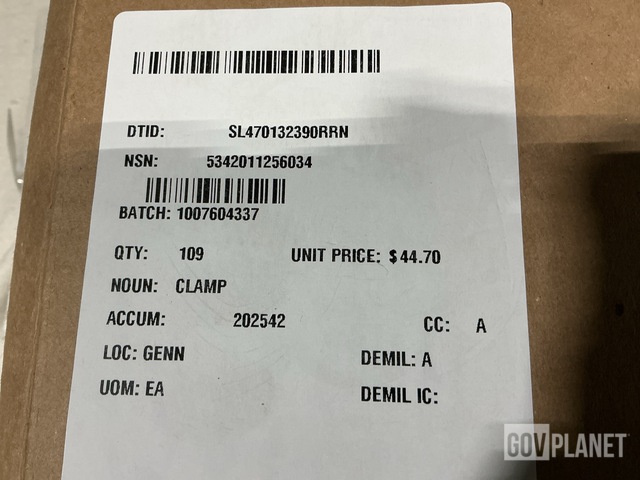 DTID: SL470132390RRN
NSN: 5342011256034
BATCH: 1007604337
QTY: 109 UNIT PRICE: $44.70
NOUN: CLAMP
ACCUM: 202542 CC: A
LOC: GENN DEMIL: A
UOM: EA DEMIL IC:
GOVPLANET